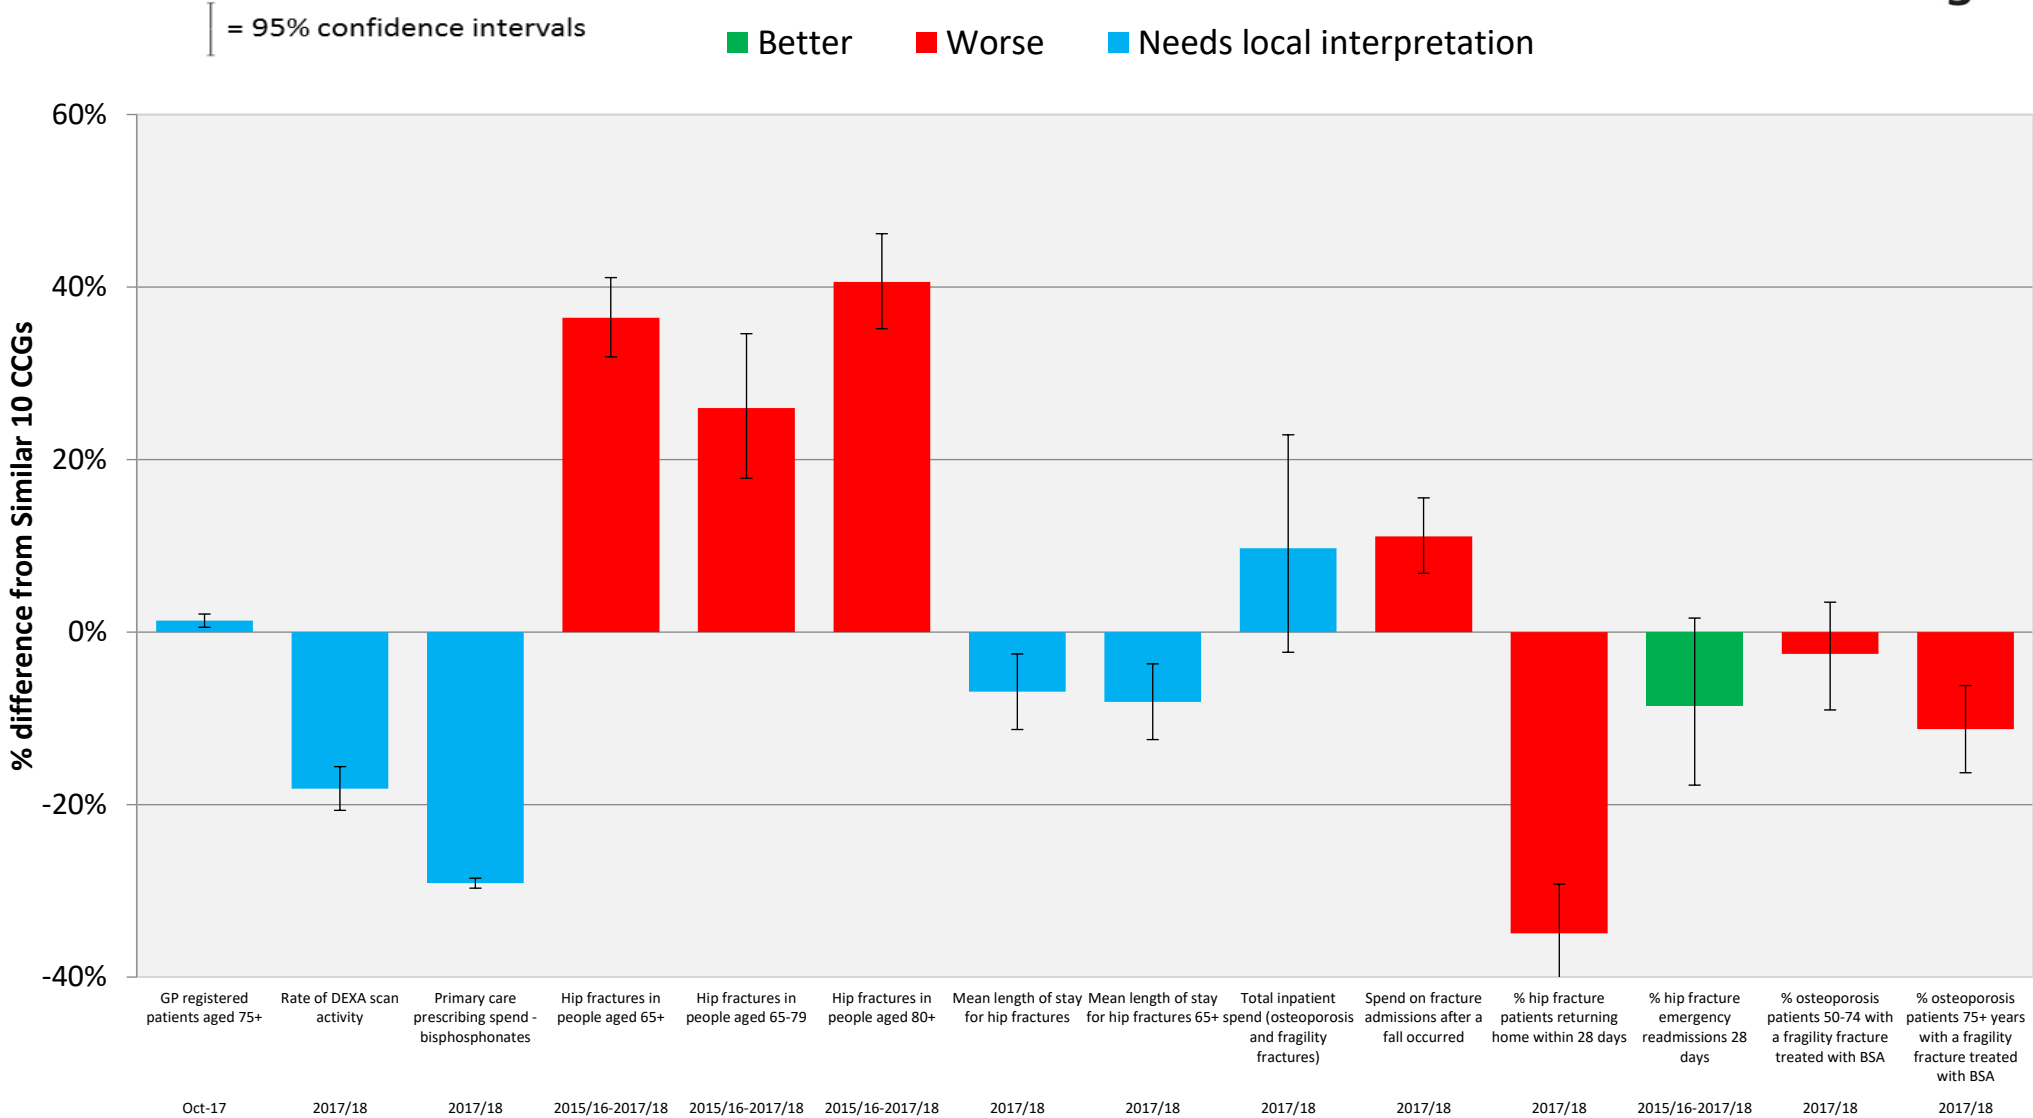 = 95% confidence intervals
Better
Worse
Needs local interpretation
% difference from Similar 10 CCGs
60%
40%
20%
0%
-20%
-40%
GP registered
patients aged 75+
Oct-17
Rate of DEXA scan
activity
2017/18
Primary care
prescribing spend -
bisphosphonates
2017/18
Hip fractures in
people aged 65+
2015/16-2017/18
Hip fractures in
people aged 65-79
2015/16-2017/18
Hip fractures in
people aged 80+
2015/16-2017/18
Mean length of stay
for hip fractures
2017/18
Mean length of stay
for hip fractures 65+
2017/18
Total inpatient
spend (osteoporosis
and fragility
fractures)
2017/18
Spend on fracture
admissions after a
fall occurred
2017/18
% hip fracture
patients returning
home within 28 days
2017/18
% hip fracture
emergency
readmissions 28
days
2015/16-2017/18
% osteoporosis
patients 50-74 with
a fragility fracture
treated with BSA
2017/18
% osteoporosis
patients 75+ years
with a fragility
fracture treated
with BSA
2017/18